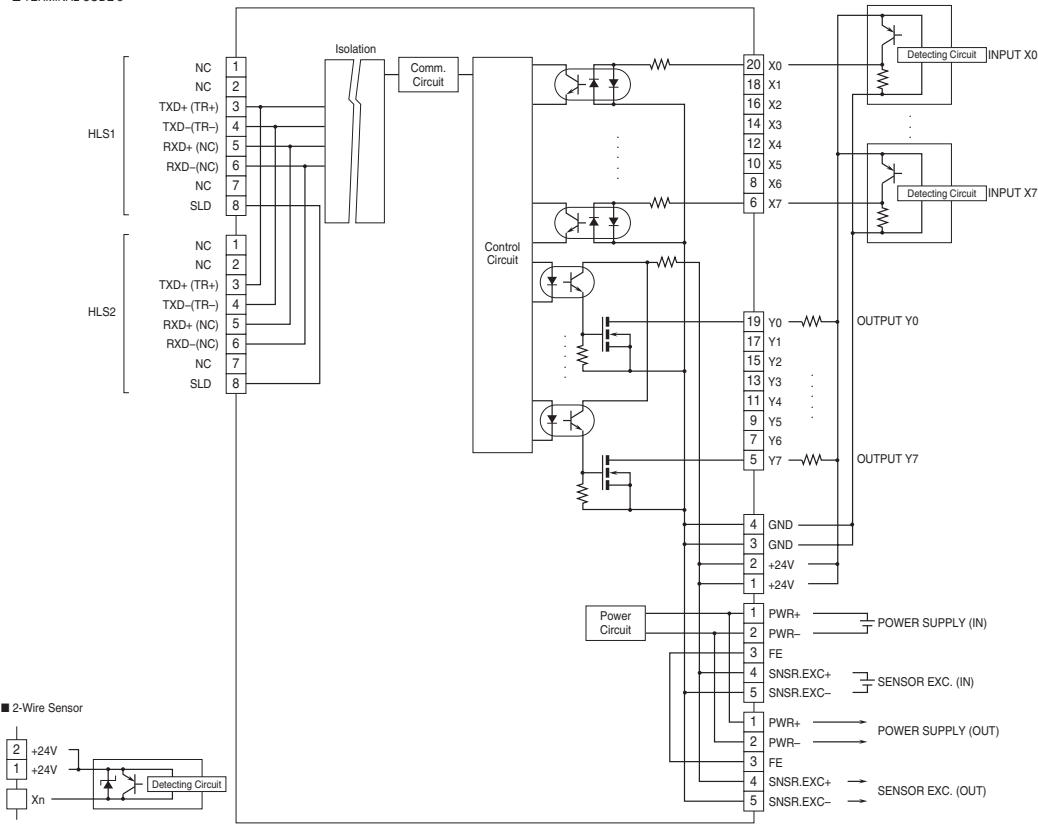 Isolation
Comm.
Circuit
Control
Circuit
HLS1
NC 1
NC 2
TXD+ (TR+) 3
TXD–(TR–) 4
RXD+ (NC) 5
RXD–(NC) 6
NC 7
SLD 8
HLS2
NC 1
NC 2
TXD+ (TR+) 3
TXD–(TR–) 4
RXD+ (NC) 5
RXD–(NC) 6
NC 7
SLD 8
20 X0
18 X1
16 X2
14 X3
12 X4
10 X5
8 X6
6 X7
Detecting Circuit INPUT X0
Detecting Circuit INPUT X7
19 Y0 OUTPUT Y0
17 Y1
15 Y2
13 Y3
11 Y4
9 Y5
7 Y6
5 Y7 OUTPUT Y7
4 GND
3 GND
2 +24V
1 +24V
Power
Circuit
1 PWR+
2 PWR–
POWER SUPPLY (IN)
3 FE
4 SNSR.EXC+
5 SNSR.EXC–
SENSOR EXC. (IN)
1 PWR+
2 PWR–
POWER SUPPLY (OUT)
3 FE
4 SNSR.EXC+
5 SNSR.EXC–
SENSOR EXC. (OUT)
■ 2-Wire Sensor
2 +24V
1 +24V
Xn
Detecting Circuit